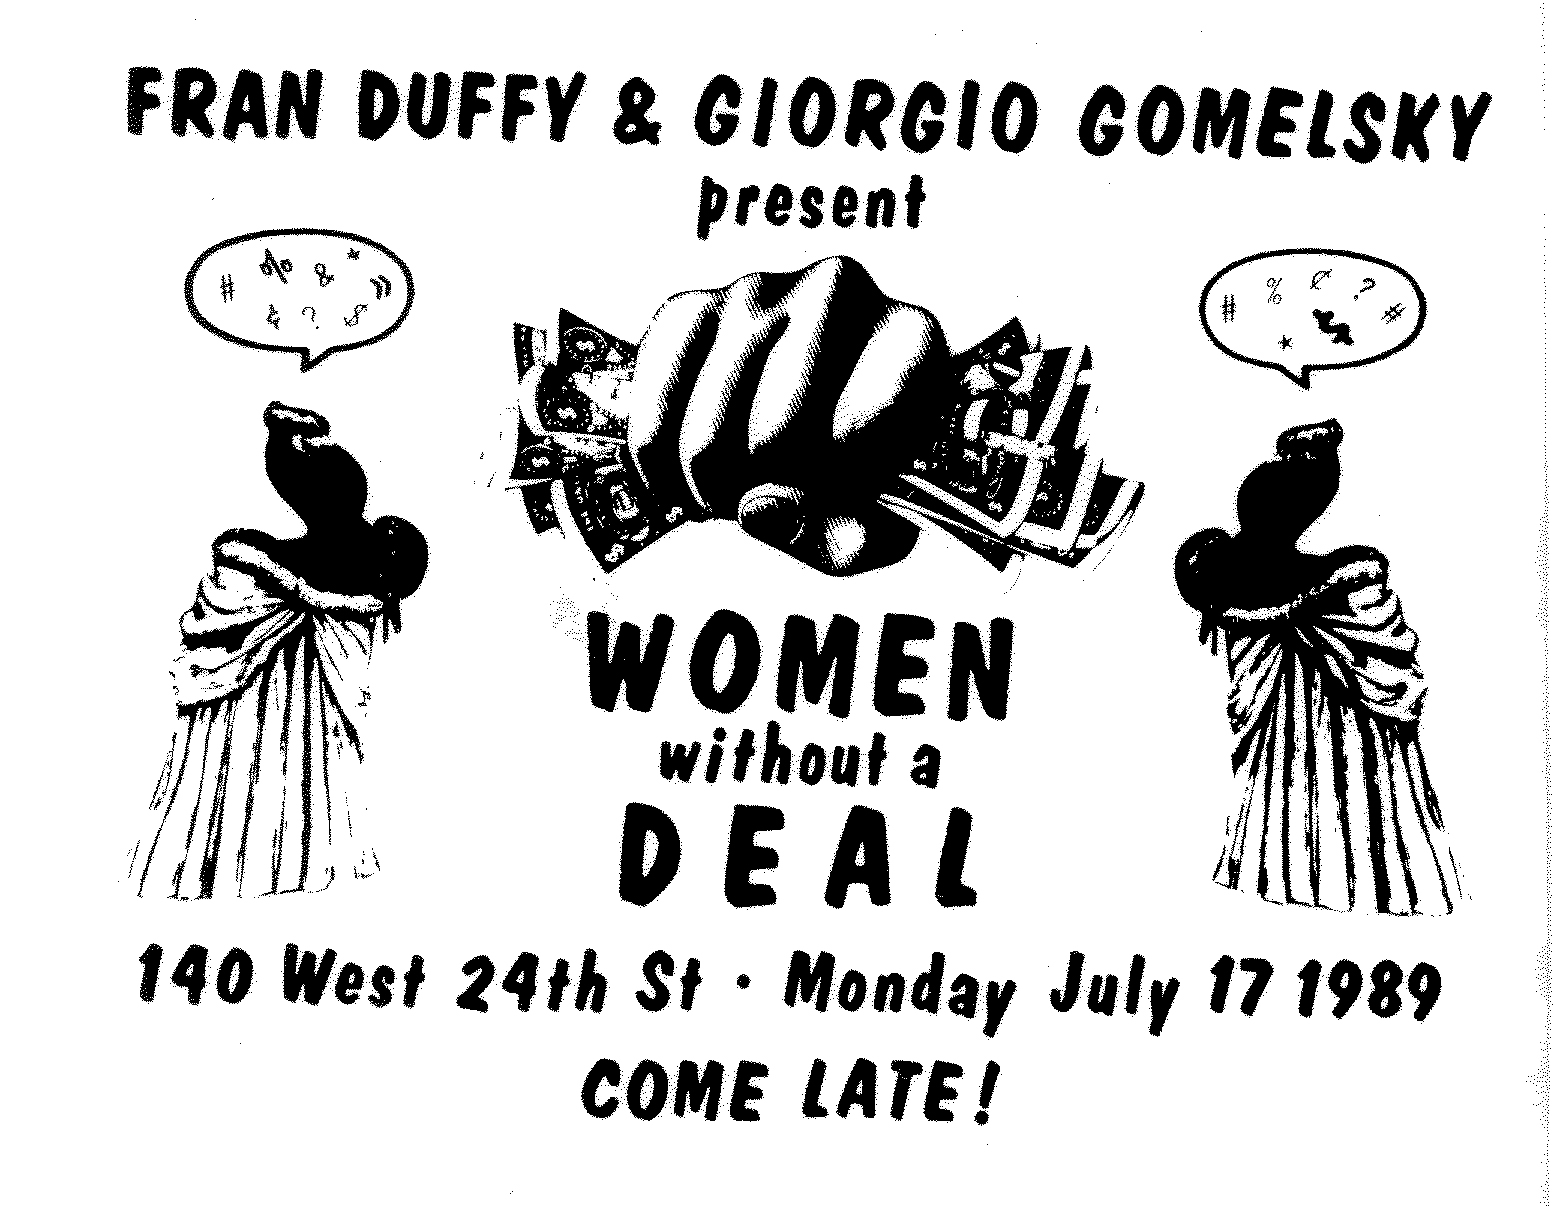 FRAN DUFFY & GIORGIO GOMELSKY
present
# % & *
¢ ? $
# % ¢ ? #
*
WOMEN
without a
DEAL
140 West 24th St · Monday July 17 1989
COME LATE!